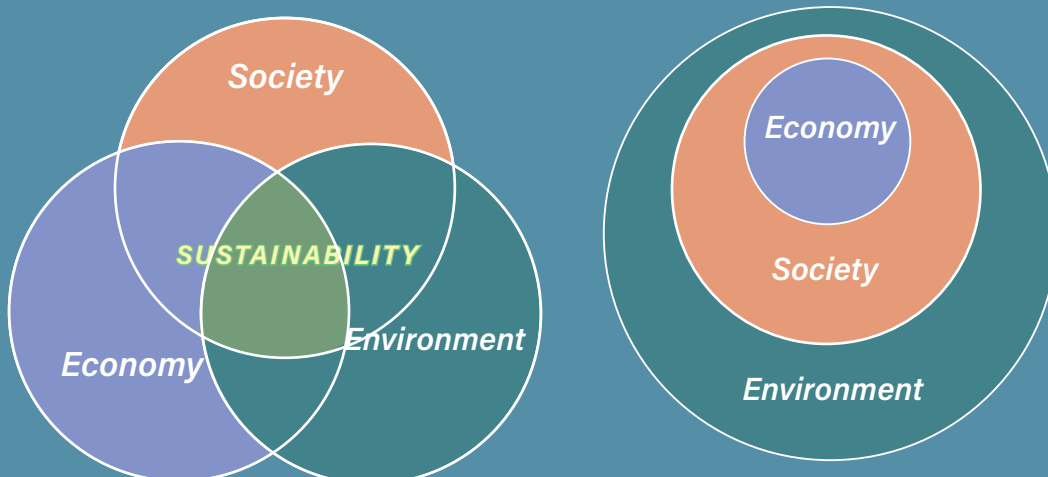 Society
SUSTAINABILITY
Environment
Economy
Economy
Society
Environment